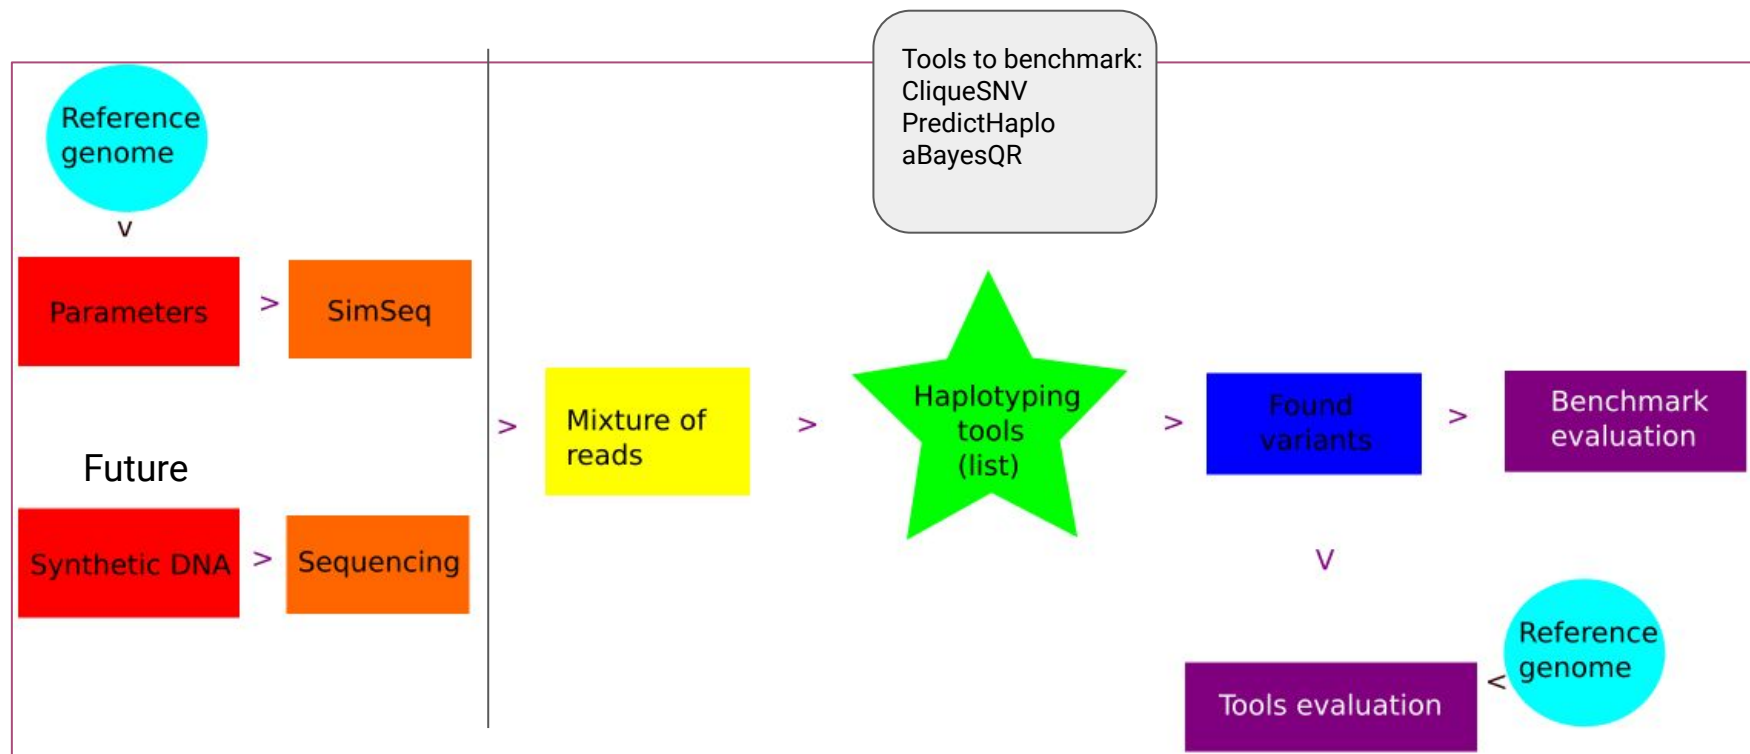 Tools to benchmark:
CliqueSNV
PredictHaplo
aBayesQR
Reference
genome
v
Parameters
>
SimSeq
Future
Synthetic DNA
>
Sequencing
>
Mixture of
reads
>
Haplotyping
tools
(list)
>
Found
variants
>
Benchmark
evaluation
V
Tools evaluation
<
Reference
genome